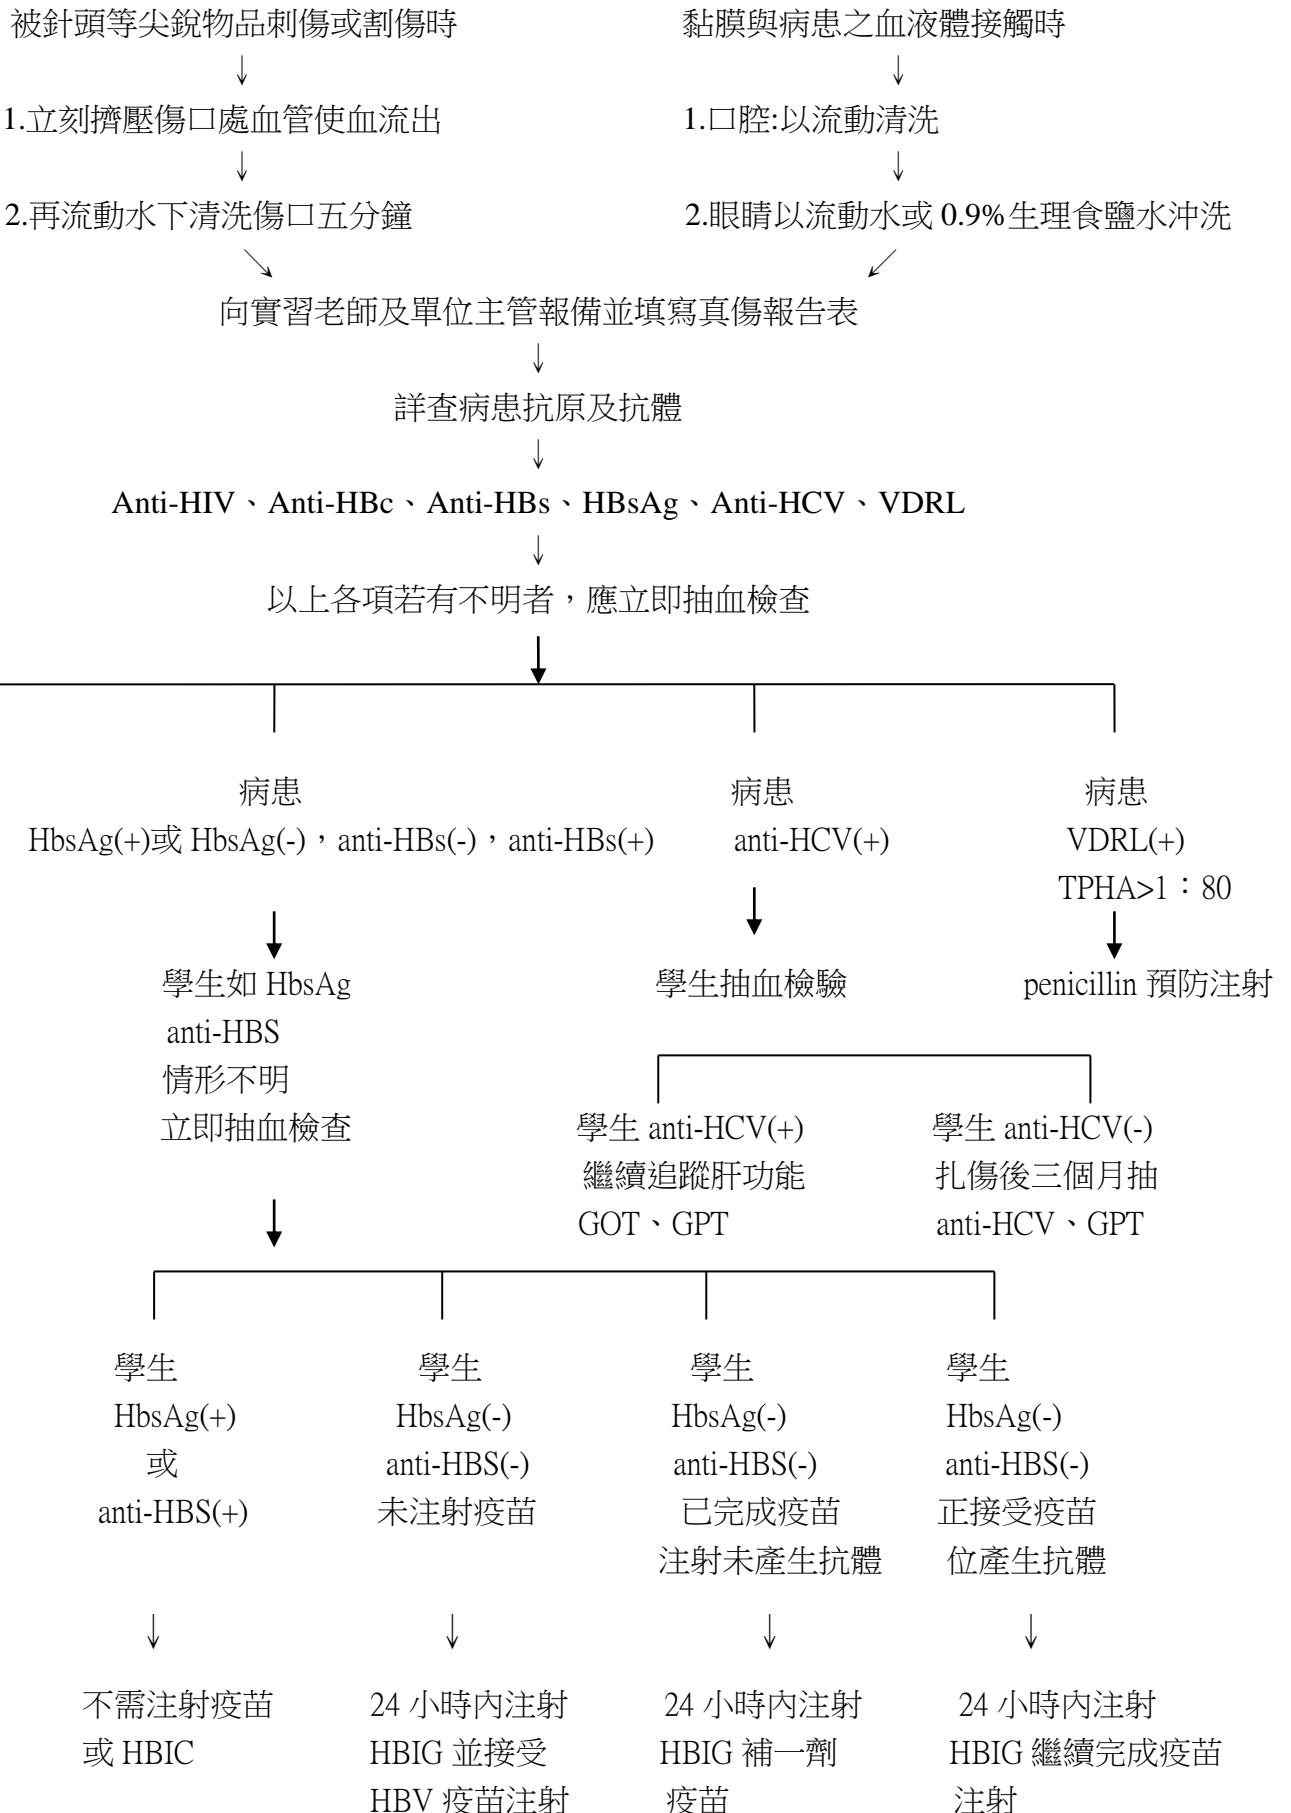 被針頭等尖銳物品刺傷或割傷時
黏膜與病患之血液體接觸時
↓
↓
1.立刻擠壓傷口處血管使血流出
1.口腔:以流動清洗
↓
↓
2.再流動水下清洗傷口五分鐘
2.眼睛以流動水或 0.9%生理食鹽水沖洗
↘
↙
向實習老師及單位主管報備並填寫真傷報告表
↓
詳查病患抗原及抗體
↓
Anti-HIV、Anti-HBc、Anti-HBs、HBsAg、Anti-HCV、VDRL
↓
以上各項若有不明者，應立即抽血檢查
病患
HbsAg(+)或 HbsAg(-)，anti-HBs(-)，anti-HBs(+)
病患
anti-HCV(+)
病患
VDRL(+)
TPHA>1：80
學生如 HbsAg
anti-HBS
情形不明
立即抽血檢查
學生抽血檢驗
penicillin 預防注射
學生 anti-HCV(+)
繼續追蹤肝功能
GOT、GPT
學生 anti-HCV(-)
扎傷後三個月抽
anti-HCV、GPT
學生
HbsAg(+)
或
anti-HBS(+)
學生
HbsAg(-)
anti-HBS(-)
未注射疫苗
學生
HbsAg(-)
anti-HBS(-)
已完成疫苗
注射未產生抗體
學生
HbsAg(-)
anti-HBS(-)
正接受疫苗
位產生抗體
↓
↓
↓
↓
不需注射疫苗
或 HBIC
24 小時內注射
HBIG 並接受
HBV 疫苗注射
24 小時內注射
HBIG 補一劑
疫苗
24 小時內注射
HBIG 繼續完成疫苗
注射